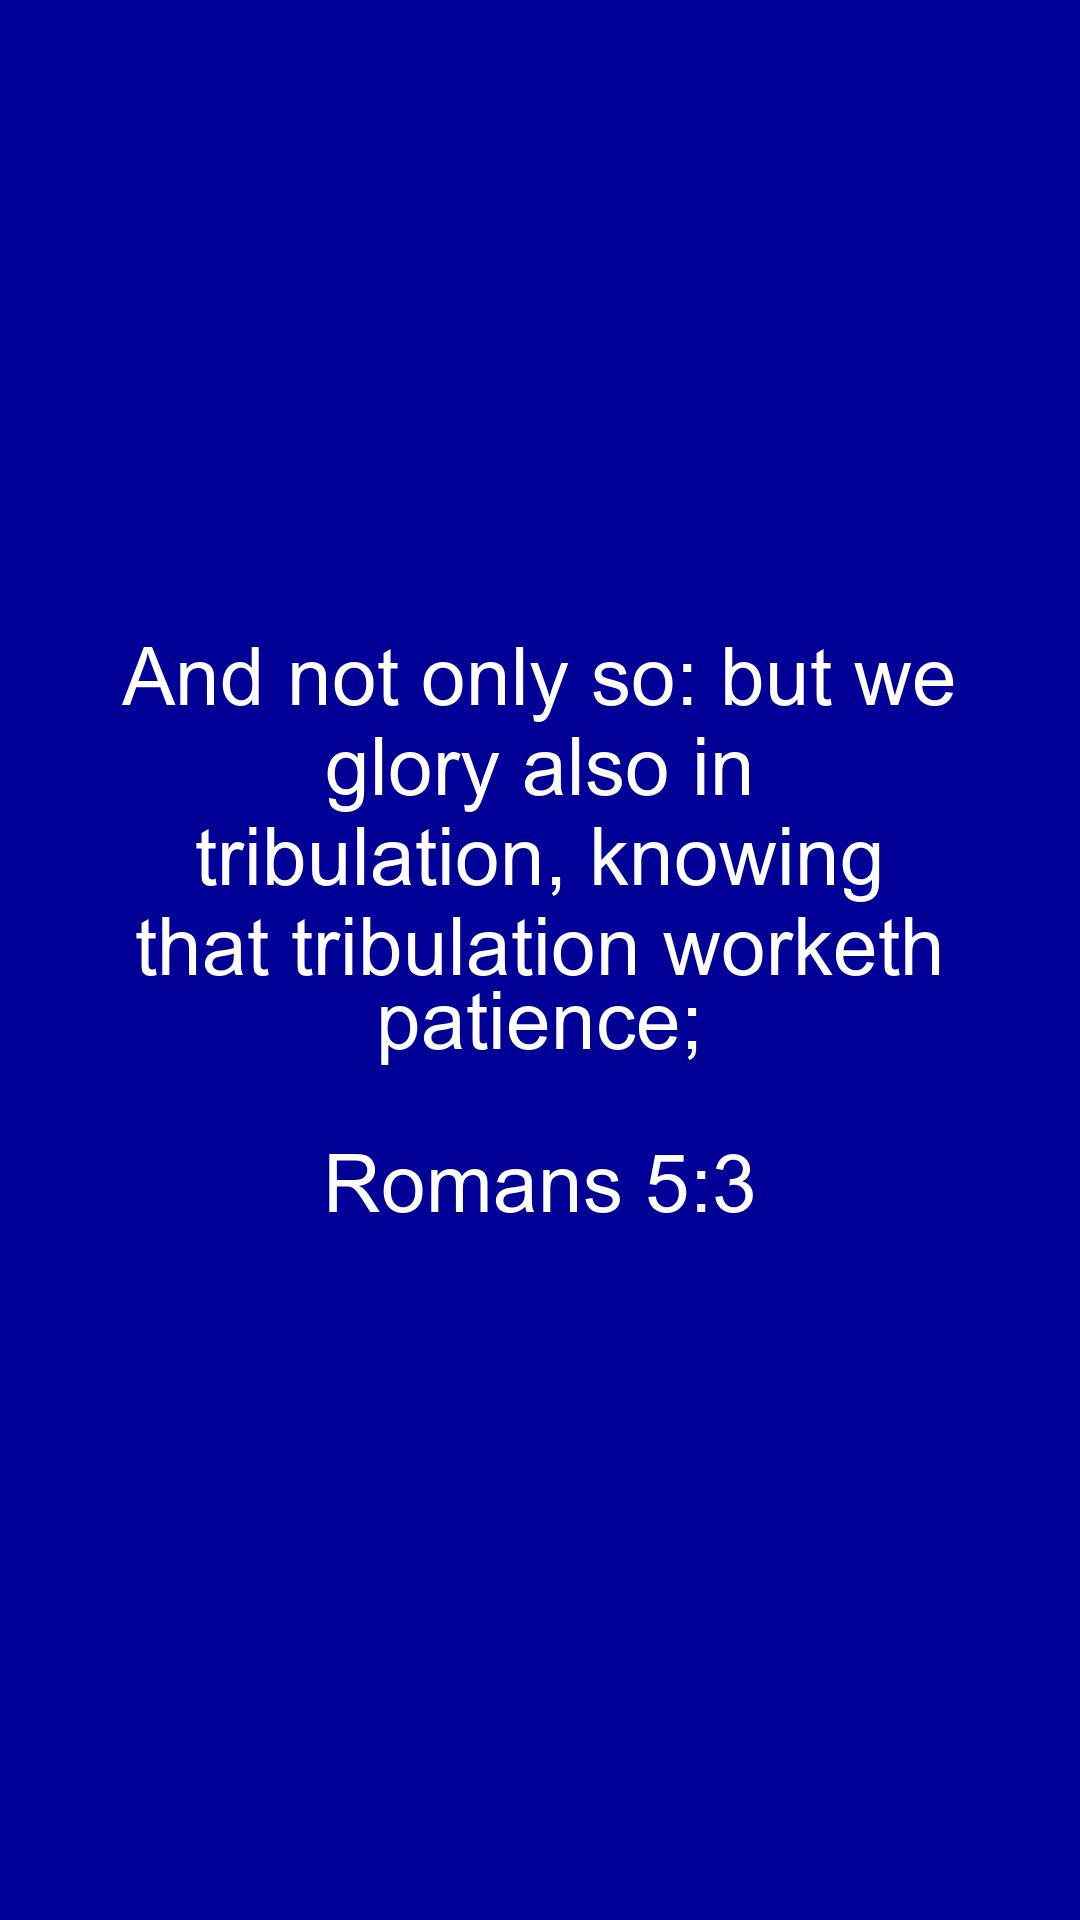 And not only so: but we
glory also in
tribulation, knowing
that tribulation worketh
patience;
Romans 5:3